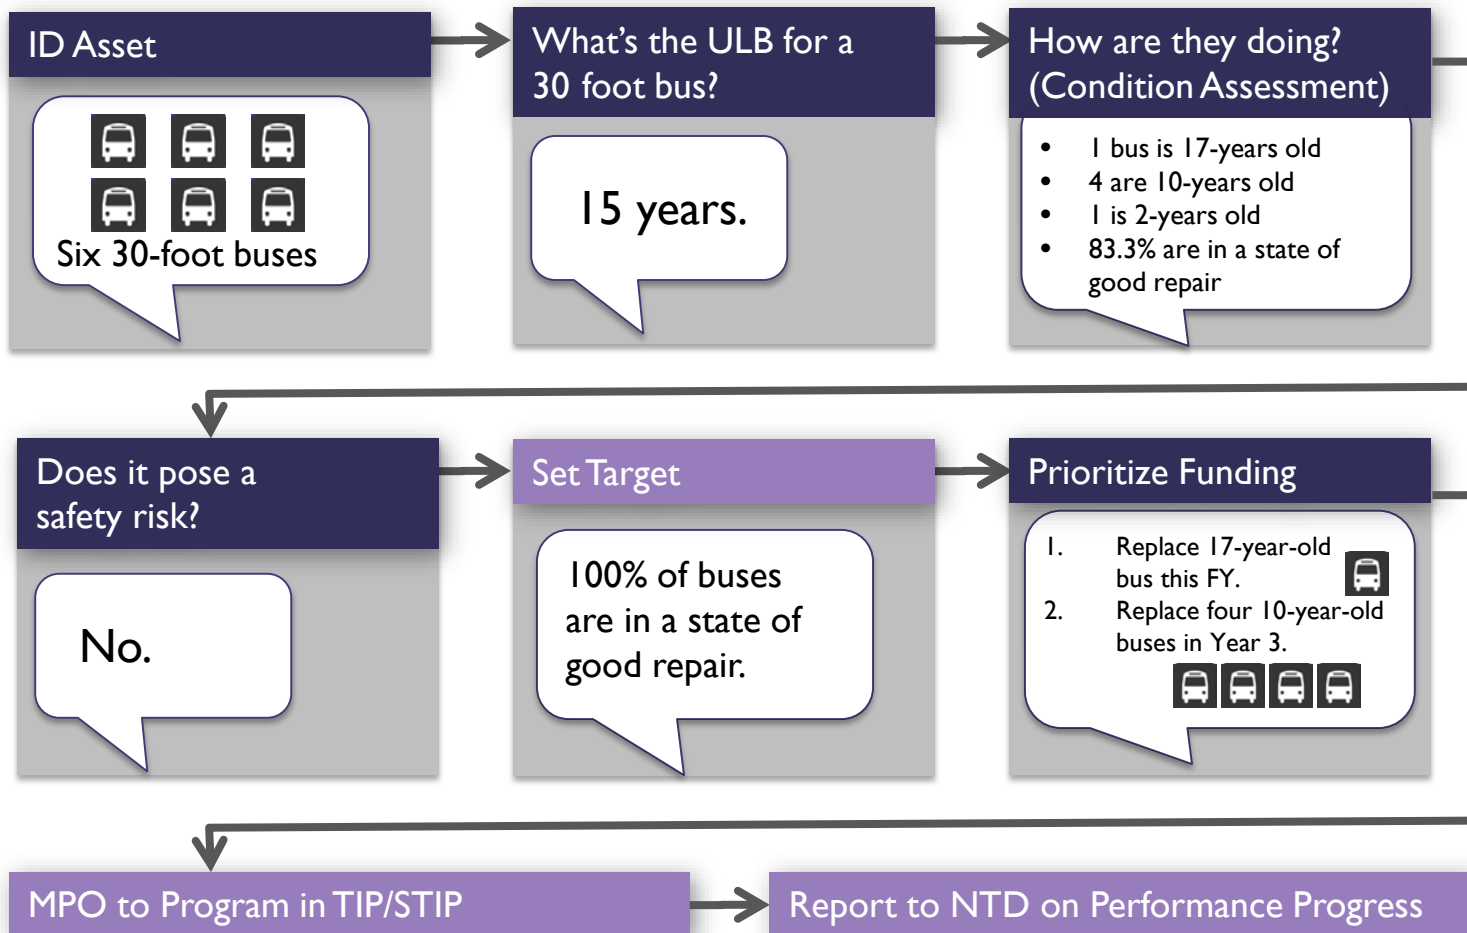 ID Asset
Six 30-foot buses
What's the ULB for a
30 foot bus?
15 years.
How are they doing?
(Condition Assessment)
• 1 bus is 17-years old
• 4 are 10-years old
• 1 is 2-years old
• 83.3% are in a state of
good repair
Does it pose a
safety risk?
No.
Set Target
100% of buses
are in a state of
good repair.
Prioritize Funding
1. Replace 17-year-old
bus this FY.
2. Replace four 10-year-old
buses in Year 3.
MPO to Program in TIP/STIP
Report to NTD on Performance Progress